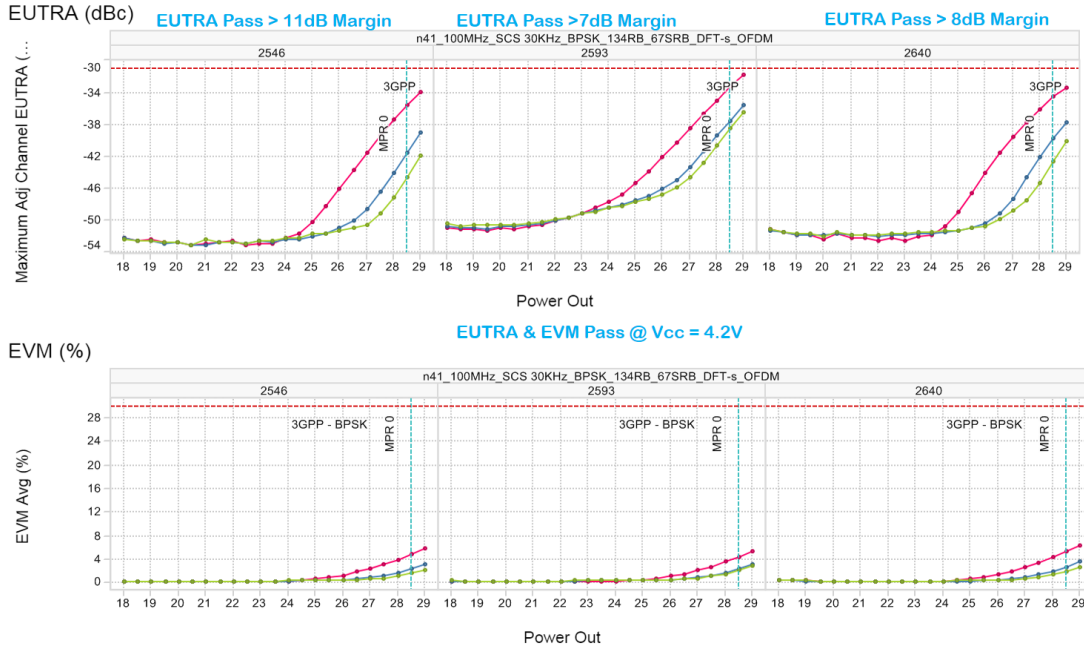 EUTRA (dBc)
EUTRA Pass > 11dB Margin
EUTRA Pass >7dB Margin
EUTRA Pass > 8dB Margin
n41_100MHz_SCS 30KHz_BPSK_134RB_67SRB_DFT-s_OFDM
2546 2593 2640
Maximum Adj Channel EUTRA (...
-30
-34
-38
-42
-46
-50
-54
3GPP 3GPP 3GPP
MPR 0 MPR 0 MPR 0
18 19 20 21 22 23 24 25 26 27 28 29 18 19 20 21 22 23 24 25 26 27 28 29 18 19 20 21 22 23 24 25 26 27 28 29
Power Out
EUTRA & EVM Pass @ Vcc = 4.2V
EVM (%)
n41_100MHz_SCS 30KHz_BPSK_134RB_67SRB_DFT-s_OFDM
2546 2593 2640
EVM Avg (%)
28
24
20
16
12
8
4
0
3GPP - BPSK 3GPP - BPSK 3GPP - BPSK
MPR 0 MPR 0 MPR 0
18 19 20 21 22 23 24 25 26 27 28 29 18 19 20 21 22 23 24 25 26 27 28 29 18 19 20 21 22 23 24 25 26 27 28 29
Power Out